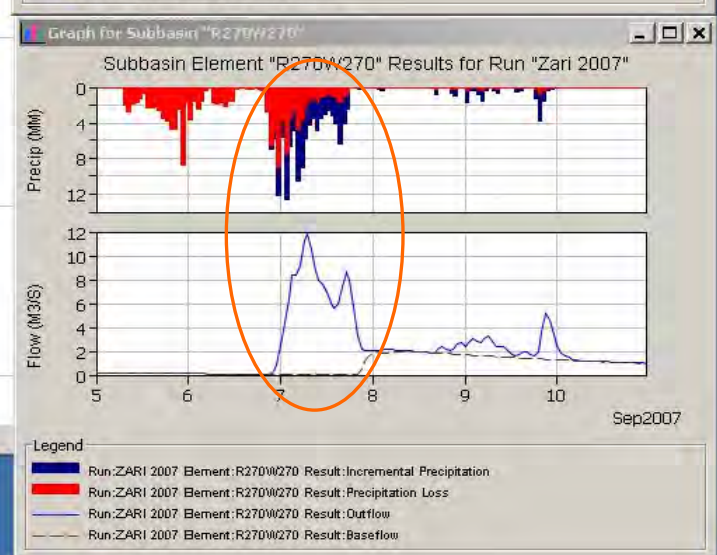 Graph for Subbasin "R270W270"
Subbasin Element "R270W270" Results for Run "Zari 2007"
Precip (MM)
0
4
8
12
Flow (M3/S)
12
10
8
6
4
2
0
5 6 7 8 9 10
Sep2007
Legend
Run:ZARI 2007 Element:R270W270 Result:Incremental Precipitation
Run:ZARI 2007 Element:R270W270 Result:Precipitation Loss
Run:ZARI 2007 Element:R270W270 Result:Outflow
Run:ZARI 2007 Element:R270W270 Result:Baseflow